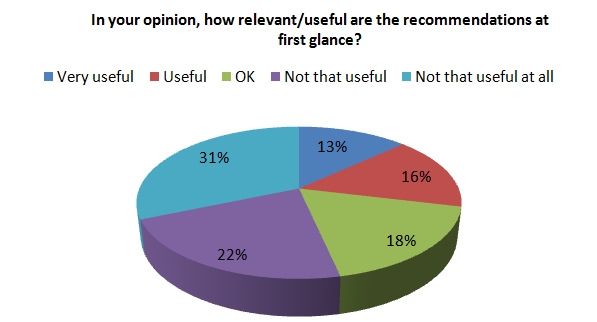 In your opinion, how relevant/useful are the recommendations at
first glance?
Very useful Useful OK Not that useful Not that useful at all
13%
16%
18%
22%
31%